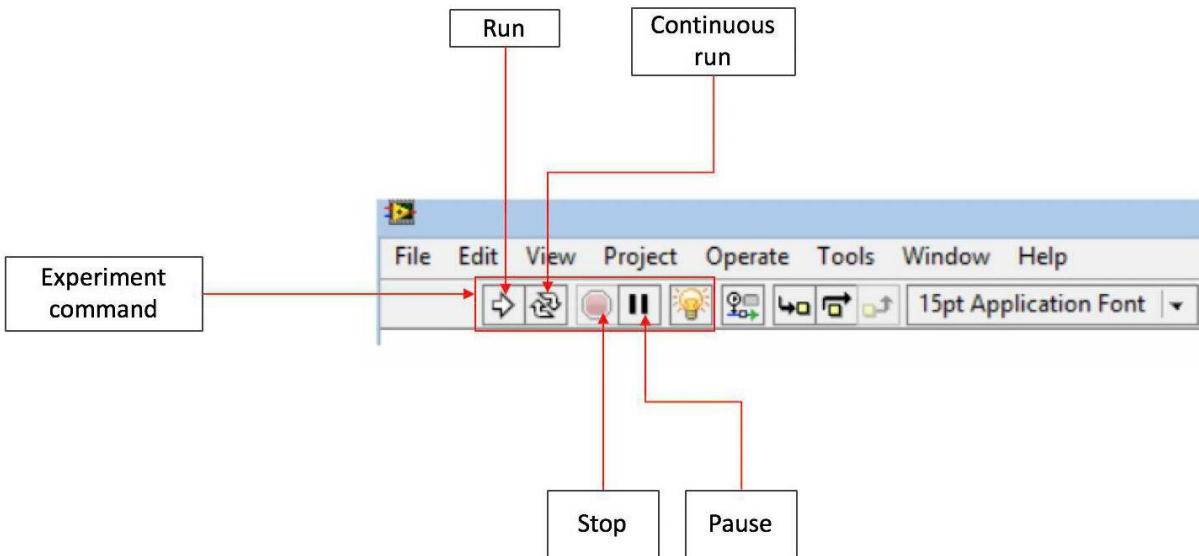 Run
Continuous
run
File Edit View Project Operate Tools Window Help
Experiment
command
15pt Application Font
Stop
Pause